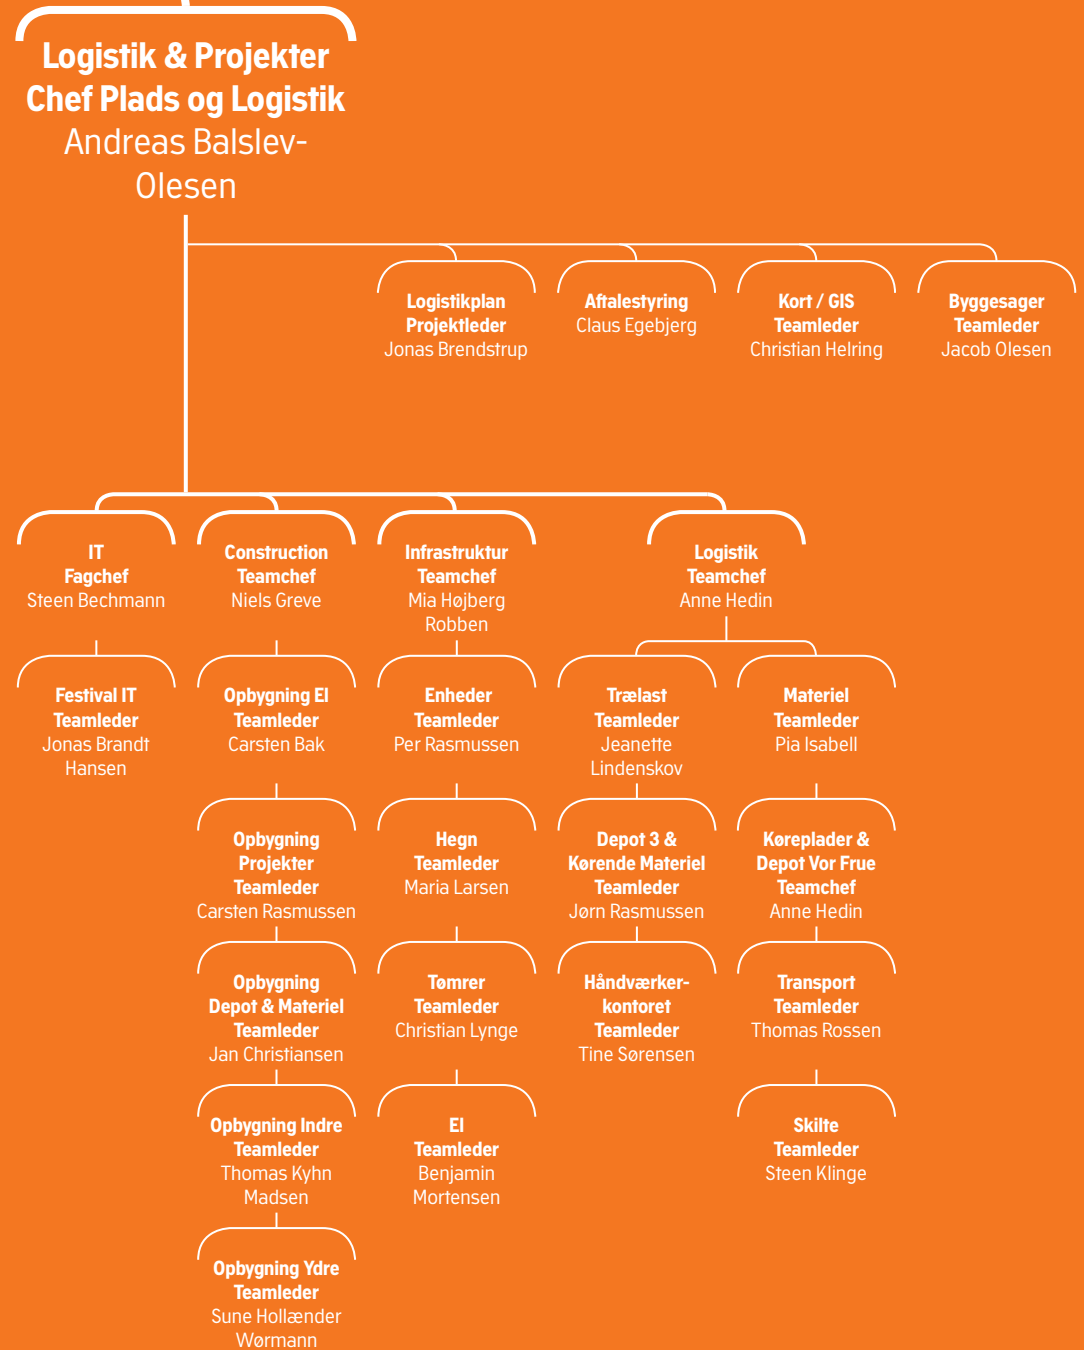 Logistik & Projekter
Chef Plads og Logistik
Andreas Balslev-
Olesen
Logistikplan
Projektleder
Jonas Brendstrup
Aftalestyring
Claus Egebjerg
Kort / GIS
Teamleder
Christian Helring
Byggesager
Teamleder
Jacob Olesen
IT
Fagchef
Steen Bechmann
Construction
Teamchef
Niels Greve
Infrastruktur
Teamchef
Mia Højberg
Robben
Logistik
Teamchef
Anne Hedin
Festival IT
Teamleder
Jonas Brandt
Hansen
Opbygning El
Teamleder
Carsten Bak
Enheder
Teamleder
Per Rasmussen
Trælast
Teamleder
Jeanette
Lindenskov
Materiel
Teamleder
Pia Isabell
Opbygning
Projekter
Teamleder
Carsten Rasmussen
Hegn
Teamleder
Maria Larsen
Depot 3 &
Kørende Materiel
Teamleder
Jørn Rasmussen
Køreplader &
Depot Vor Frue
Teamchef
Anne Hedin
Opbygning
Depot & Materiel
Teamleder
Jan Christiansen
Tømrer
Teamleder
Christian Lynge
Håndværker-
kontoret
Teamleder
Tine Sørensen
Transport
Teamleder
Thomas Rossen
Opbygning Indre
Teamleder
Thomas Kyhn
Madsen
El
Teamleder
Benjamin
Mortensen
Skilte
Teamleder
Steen Klinge
Opbygning Ydre
Teamleder
Sune Hollænder
Wørmann